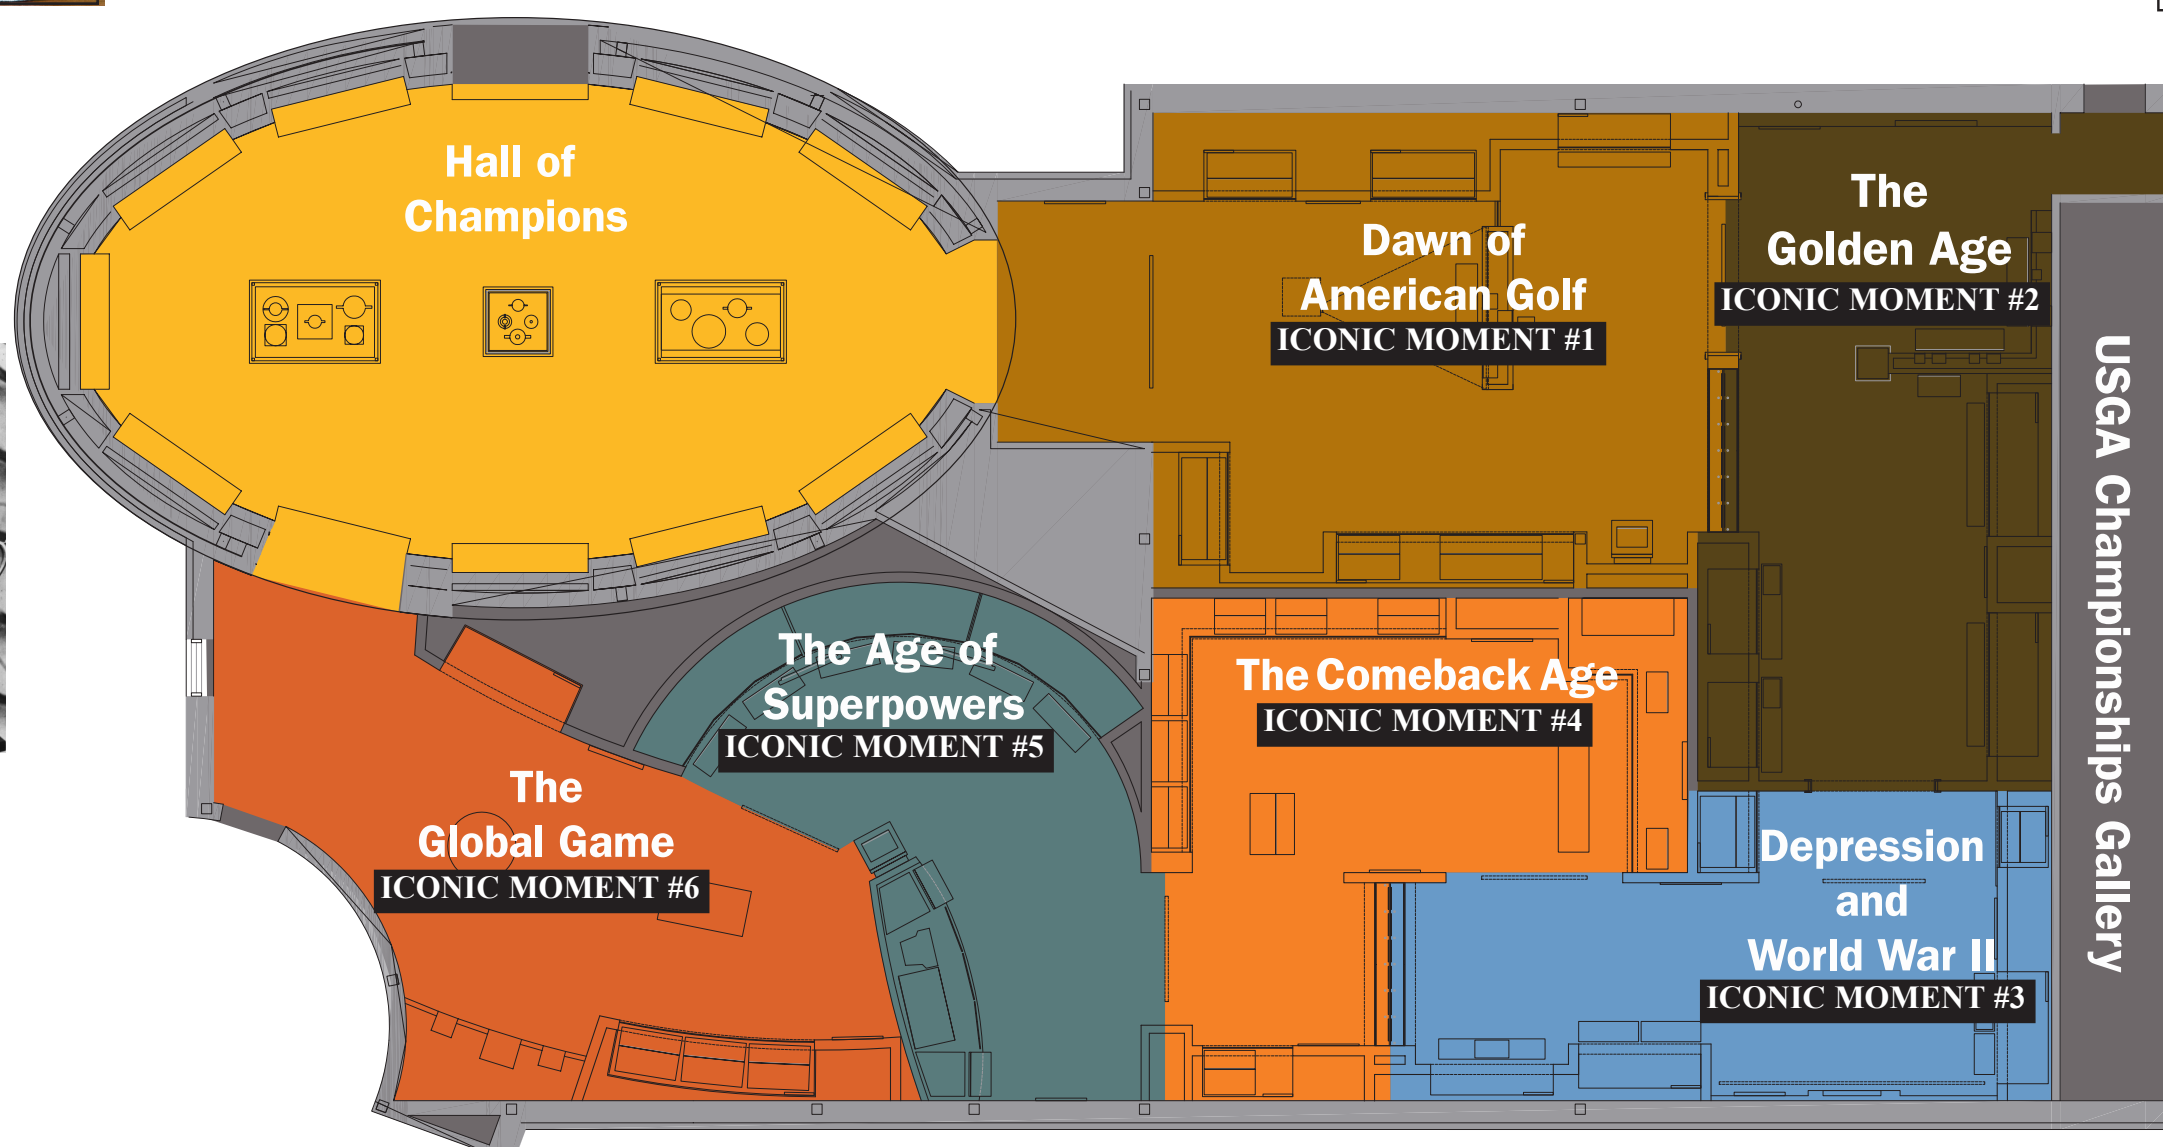 Hall of
Champions
Dawn of
American Golf
ICONIC MOMENT #1
The
Golden Age
ICONIC MOMENT #2
USGA Championships Gallery
The Age of
Superpowers
ICONIC MOMENT #5
The Comeback Age
ICONIC MOMENT #4
The
Global Game
ICONIC MOMENT #6
Depression
and
World War II
ICONIC MOMENT #3